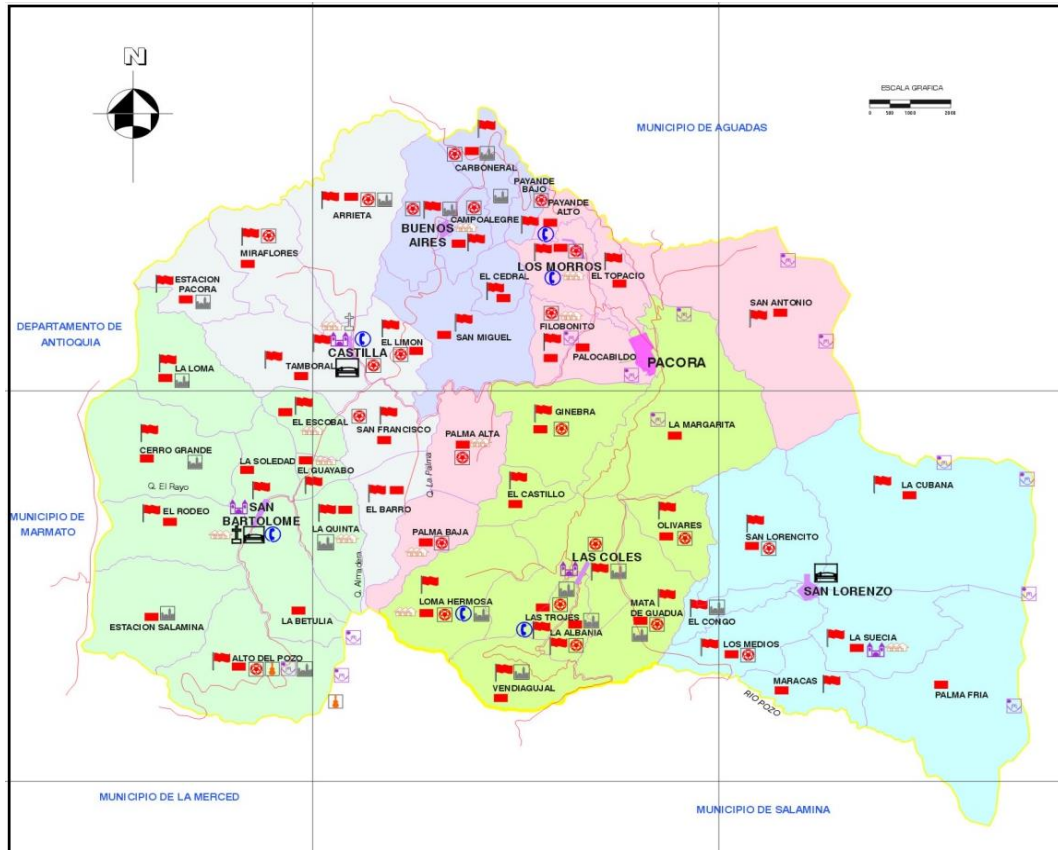 N
ESCALA GRAFICA
0 500 1000 2000
MUNICIPIO DE AGUADAS
CARBONERAL
PAYANDE
BAJO
PAYANDE
ALTO
ARRIETA
CAMPOALEGRE
BUENOS
AIRES
MIRAFLORES
LOS MORROS
EL TOPACIO
EL CEDRAL
ESTACION
PACORA
SAN ANTONIO
DEPARTAMENTO DE
ANTIOQUIA
FILOBONITO
SAN MIGUEL
EL LIMON
CASTILLA
PALOCABILDO
PACORA
TAMBORAL
LA LOMA
EL ESCOBAL
SAN FRANCISCO
PALMA ALTA
GINEBRA
LA MARGARITA
CERRO GRANDE
LA SOLEDAD
EL GUAYABO
Q. La Palma
Q. El Rayo
EL CASTILLO
LA CUBANA
MUNICIPIO DE
MARMATO
EL RODEO
SAN
BARTOLOME
LA QUINTA
EL BARRO
PALMA BAJA
OLIVARES
SAN LORENCITO
LAS COLES
Q. Almadera
SAN LORENZO
LOMA HERMOSA
LAS TROJES
MATA
DE GUADUA
EL CONGO
ESTACION SALAMINA
LA BETULIA
LA ALBANIA
LOS MEDIOS
LA SUECIA
ALTO DEL POZO
VENDIAGUJAL
MARACAS
PALMA FRIA
RIO POZO
MUNICIPIO DE LA MERCED
MUNICIPIO DE SALAMINA